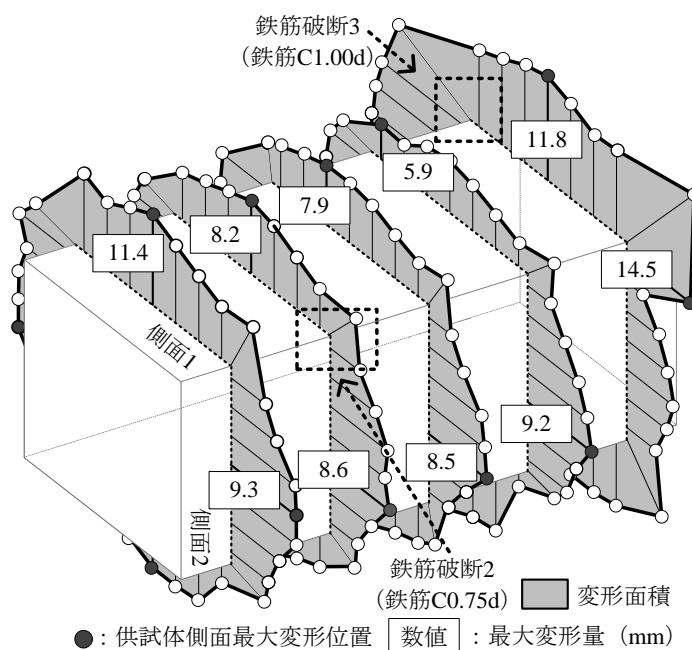 鉄筋破断3
(鉄筋C1.00d)
11.8
5.9
7.9
8.2
11.4
14.5
側面1
9.2
8.5
8.6
9.3
側面2
鉄筋破断2
(鉄筋C0.75d)
変形面積
:供試体側面最大変形位置 数値 :最大変形量(mm)